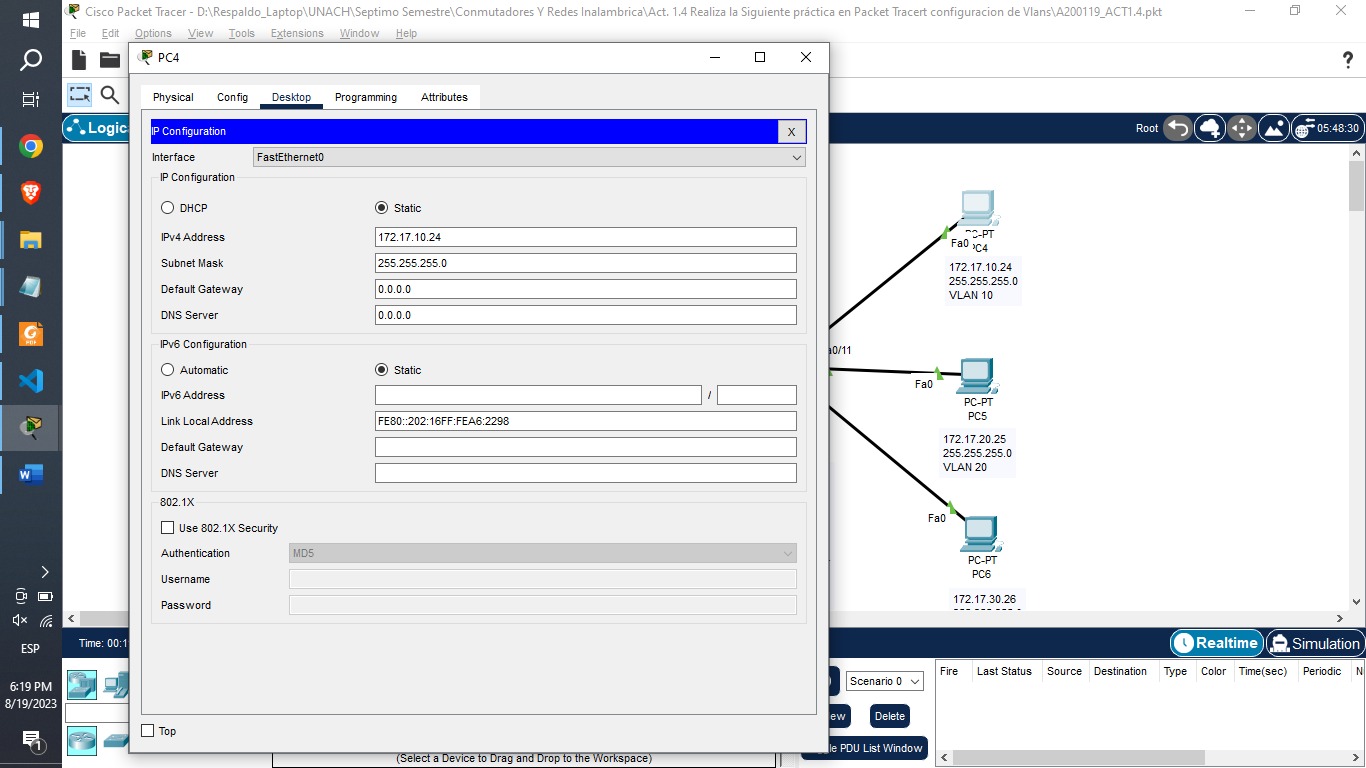 Cisco Packet Tracer - D:\Respaldo_Laptop\UNACH\Septimo Semestre\Conmutadores Y Redes Inalambrica\Act. 1.4 Realiza la Siguiente práctica en Packet Tracert configuracion de Vlans\A200119_ACT1.4.pkt
File Edit Options View Tools Extensions Window Help
PC4
Physical Config Desktop Programming Attributes
IP Configuration X
Interface FastEthernet0
IP Configuration
DHCP Static
IPv4 Address 172.17.10.24
Subnet Mask 255.255.255.0
Default Gateway 0.0.0.0
DNS Server 0.0.0.0
IPv6 Configuration
Automatic Static
IPv6 Address /
Link Local Address FE80::202:16FF:FEA6:2298
Default Gateway
DNS Server
802.1X
Use 802.1X Security
Authentication MD5
Username
Password
Top
Logic
Root 05:48:30
PC-PT
Fa0 PC4
172.17.10.24
255.255.255.0
VLAN 10
a0/11
Fa0
PC-PT
PC5
172.17.20.25
255.255.255.0
VLAN 20
Fa0
PC-PT
PC6
172.17.30.26
Time: 00:1
Realtime Simulation
Scenario 0
ew Delete
le PDU List Window
Fire Last Status Source Destination Type Color Time(sec) Periodic N
(Select a Device to Drag and Drop to the Workspace)
PDF
W
ESP
6:19 PM
8/19/2023
1